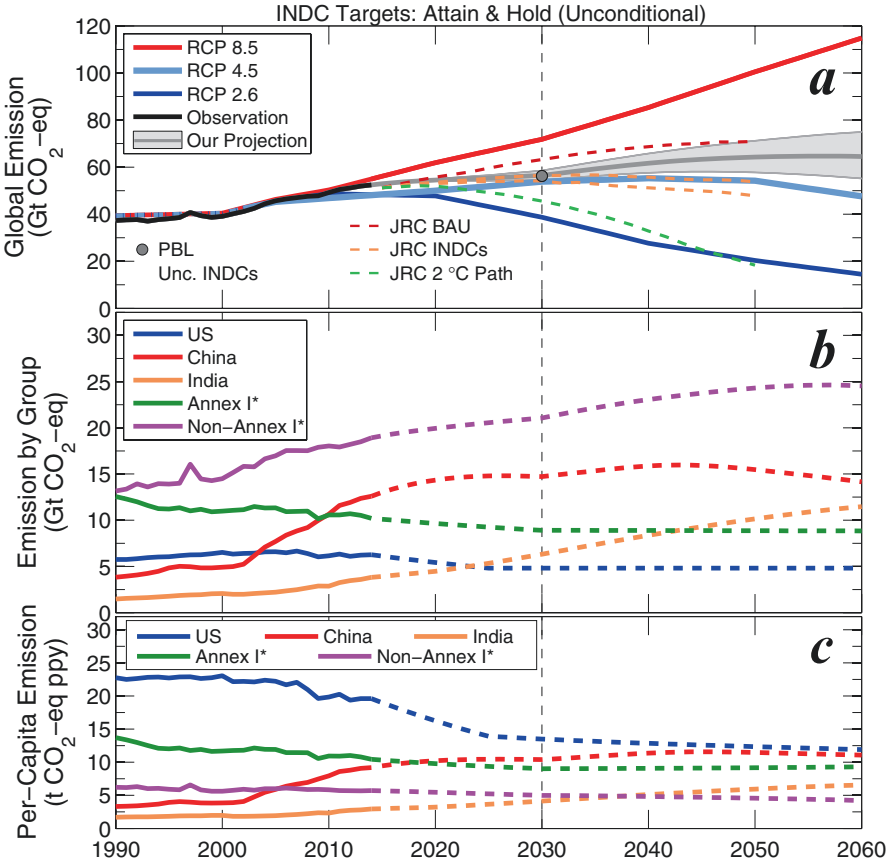 INDC Targets: Attain & Hold (Unconditional)
120
100
80
60
40
20
0
Global Emission
(Gt CO2-eq)
RCP 8.5
RCP 4.5
RCP 2.6
Observation
Our Projection
a
PBL
Unc. INDCs
JRC BAU
JRC INDCs
JRC 2 °C Path
30
25
20
15
10
5
0
Emission by Group
(Gt CO2-eq)
US
China
India
Annex I*
Non-Annex I*
b
30
25
20
15
10
5
0
Per-Capita Emission
(t CO2-eq ppy)
US China India
Annex I* Non-Annex I*
c
1990 2000 2010 2020 2030 2040 2050 2060